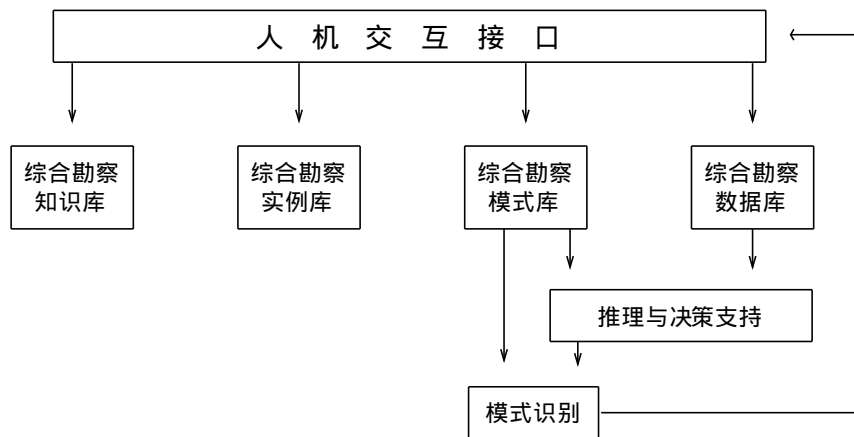 人机交互接口
综合勘察
知识库
综合勘察
实例库
综合勘察
模式库
综合勘察
数据库
推理与决策支持
模式识别